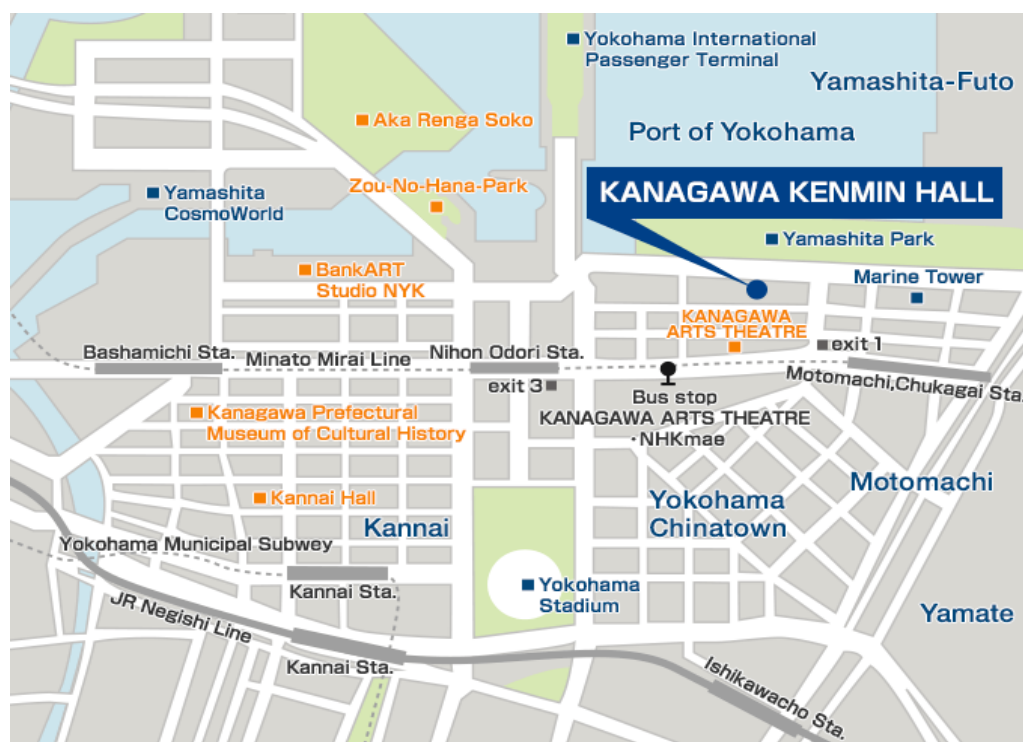 Yokohama International
Passenger Terminal
Yamashita-Futo
Aka Renga Soko
Port of Yokohama
Zou-No-Hana-Park
Yamashita
CosmoWorld
KANAGAWA KENMIN HALL
Yamashita Park
BankART
Studio NYK
Marine Tower
KANAGAWA
ARTS THEATRE
exit 1
Bashamichi Sta.
Minato Mirai Line
Nihon Odori Sta.
exit 3
Motomachi,Chukagai Sta.
Bus stop
KANAGAWA ARTS THEATRE
・NHKmae
Kanagawa Prefectural
Museum of Cultural History
Kannai Hall
Kannai
Yokohama
Chinatown
Motomachi
Yokohama Municipal Subwey
Kannai Sta.
Yokohama
Stadium
JR Negishi Line
Yamate
Kannai Sta.
Ishikawacho Sta.